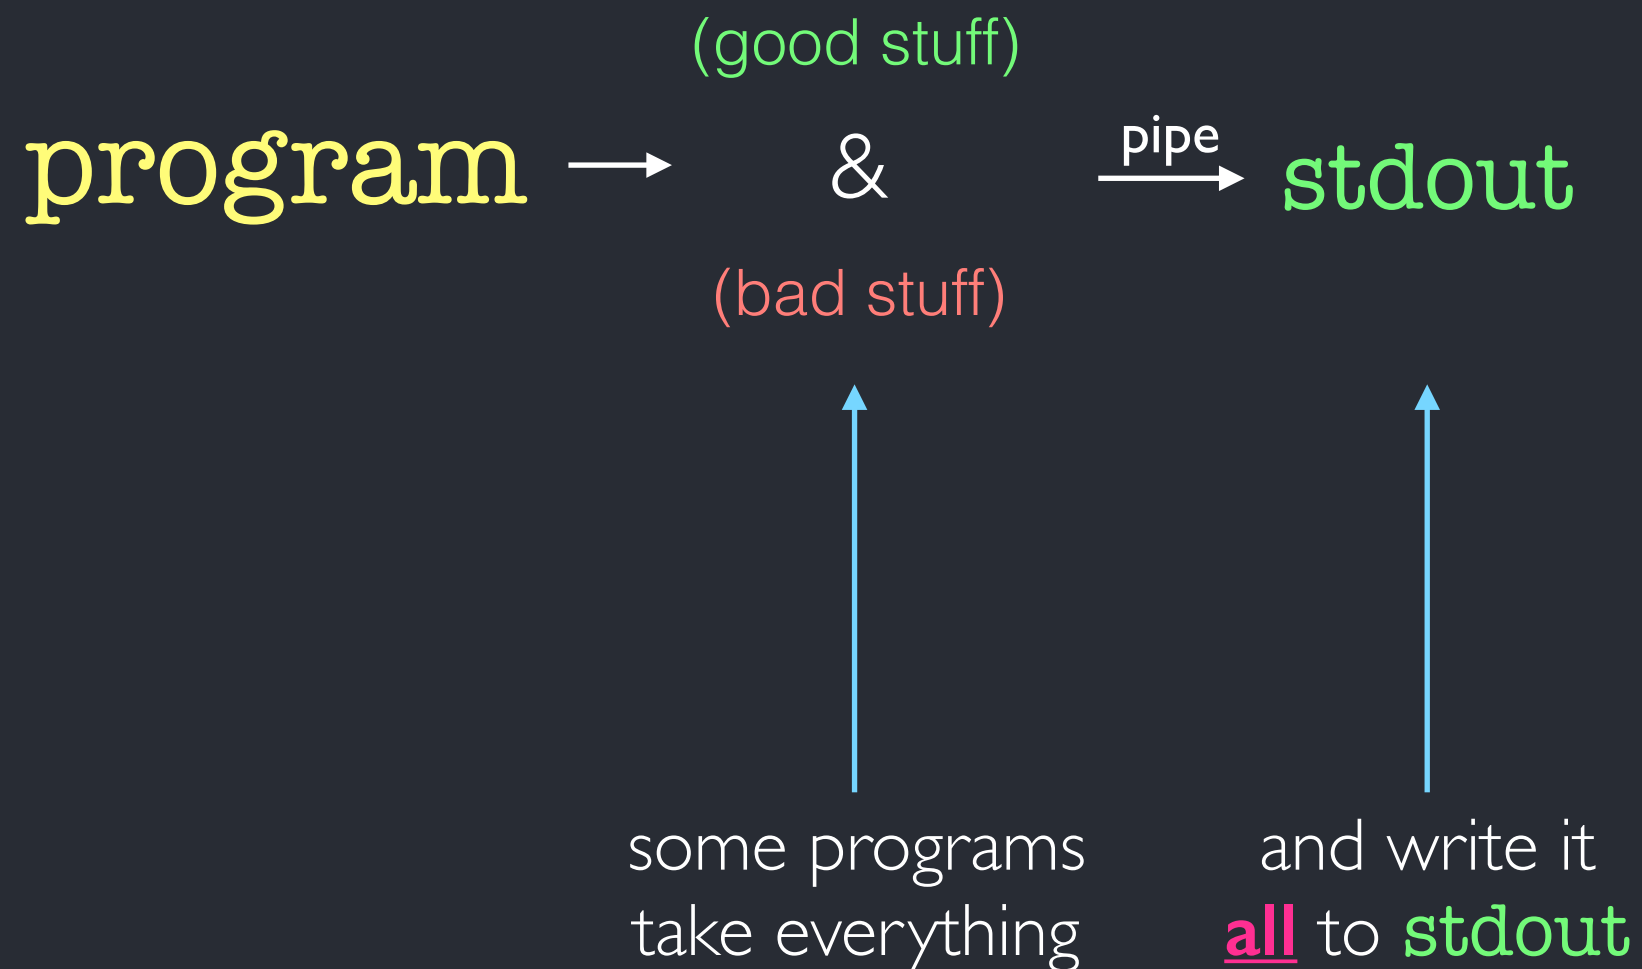 (good stuff)
program & pipe stdout
(bad stuff)
some programs
take everything
and write it
all to stdout